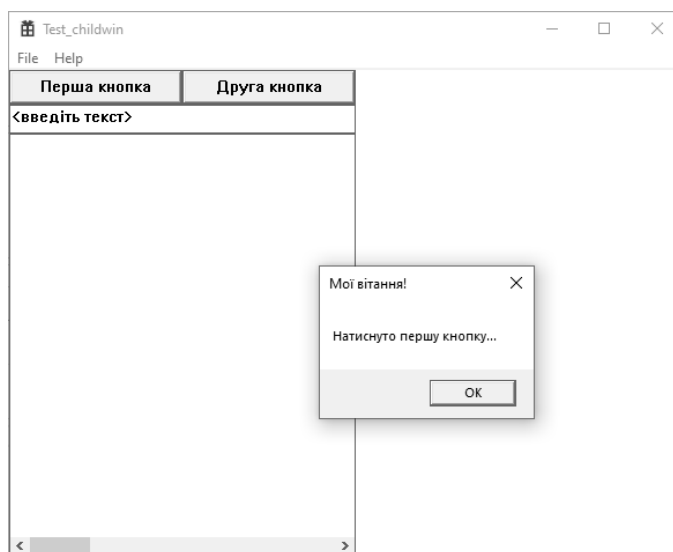 Test_childwin
File Help
Перша кнопка Друга кнопка
<введіть текст>
Мої вітання!
Натиснуто першу кнопку...
OK